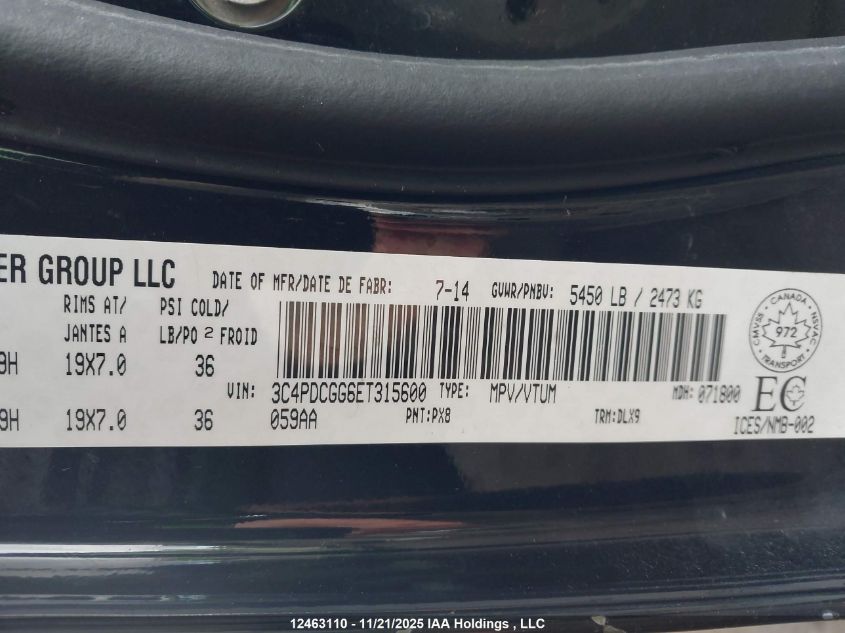 ER GROUP LLC DATE OF MFR/DATE DE FABR: 7-14 GVWR/PNBV: 5450 LB / 2473 KG
RIMS AT/ PSI COLD/
JANTES A LB/PO 2 FROID
9H 19X7.0 36
VIN: 3C4PDCGG6ET315600 TYPE: MPV/VTUM MDH: 071800
9H 19X7.0 36 059AA PNT:PX8 TRM:DLX9
CMVSS · CANADA · NSVAC · TRANSPORT
972
EC
ICES/NMB-002
12463110 - 11/21/2025 IAA Holdings , LLC